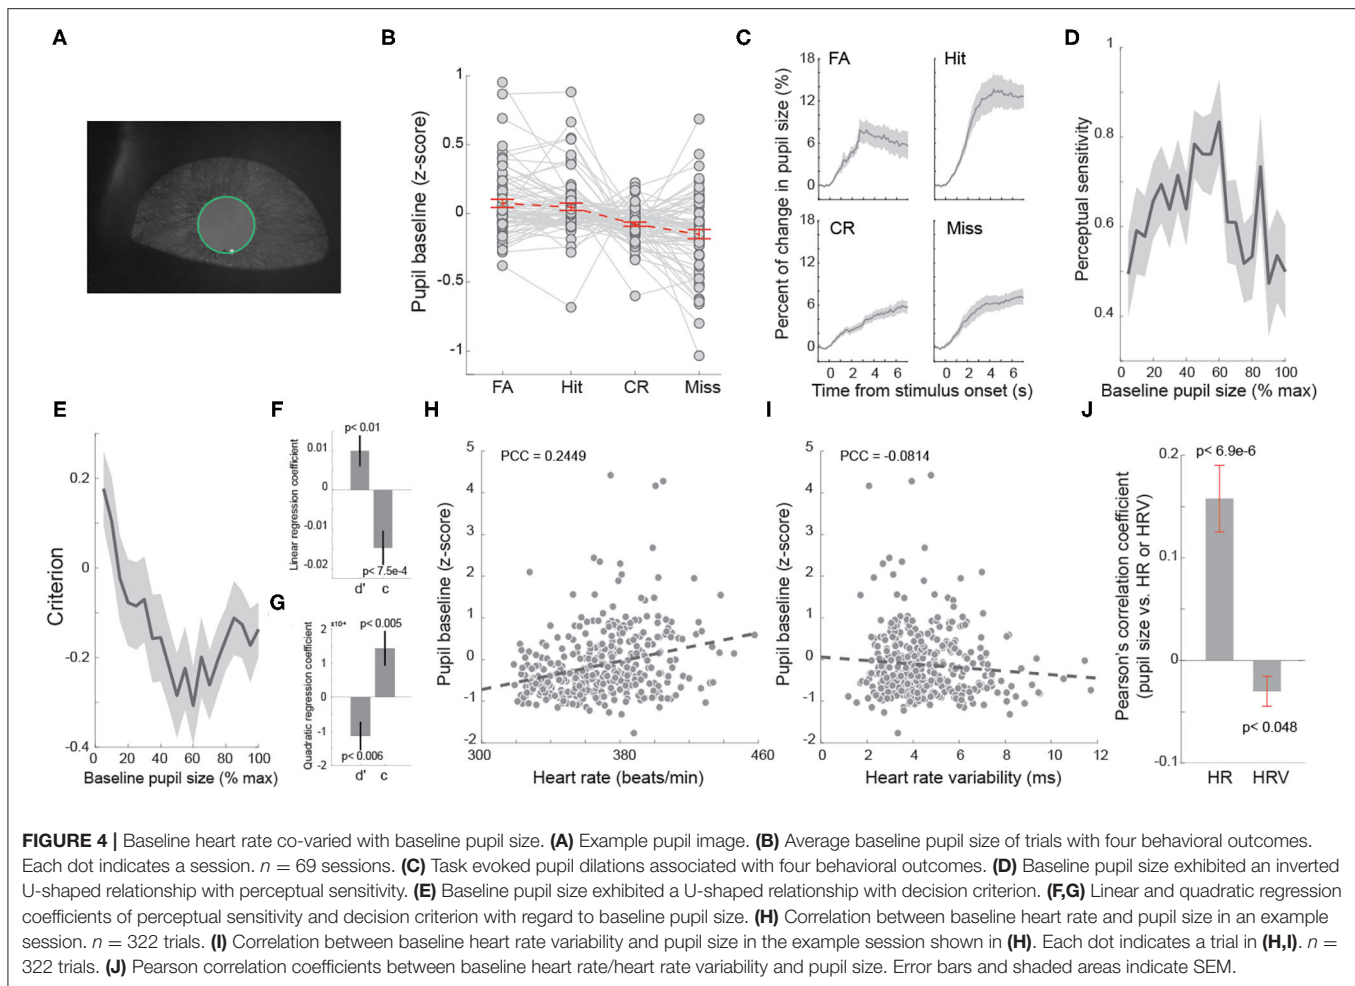 A
B
Pupil baseline (z-score)
1
0.5
0
-0.5
-1
FA Hit CR Miss
C
Percent of change in pupil size (%)
FA
Hit
18
12
6
0
CR
Miss
18
12
6
0
0 2 4 6 0 2 4 6
Time from stimulus onset (s)
D
Perceptual sensitivity
1
0.8
0.6
0.4
0 20 40 60 80 100
Baseline pupil size (% max)
E
Criterion
0.2
0
-0.2
-0.4
0 20 40 60 80 100
Baseline pupil size (% max)
F
Linear regression coefficient
p< 0.01
0.01
0
-0.01
-0.02
p< 7.5e-4
d' c
G
Quadratic regression coefficient
x10⁻⁴
p< 0.005
2
1
0
-1
-2
p< 0.006
d' c
H
PCC = 0.2449
Pupil baseline (z-score)
5
4
3
2
1
0
-1
-2
300 380 460
Heart rate (beats/min)
I
PCC = -0.0814
Pupil baseline (z-score)
5
4
3
2
1
0
-1
-2
0 2 4 6 8 10 12
Heart rate variability (ms)
J
Pearson's correlation coefficient
(pupil size vs. HR or HRV)
p< 6.9e-6
0.2
0.1
0
-0.1
p< 0.048
HR HRV
FIGURE 4 | Baseline heart rate co-varied with baseline pupil size. (A) Example pupil image. (B) Average baseline pupil size of trials with four behavioral outcomes.
Each dot indicates a session. n = 69 sessions. (C) Task evoked pupil dilations associated with four behavioral outcomes. (D) Baseline pupil size exhibited an inverted
U-shaped relationship with perceptual sensitivity. (E) Baseline pupil size exhibited a U-shaped relationship with decision criterion. (F,G) Linear and quadratic regression
coefficients of perceptual sensitivity and decision criterion with regard to baseline pupil size. (H) Correlation between baseline heart rate and pupil size in an example
session. n = 322 trials. (I) Correlation between baseline heart rate variability and pupil size in the example session shown in (H). Each dot indicates a trial in (H,I). n =
322 trials. (J) Pearson correlation coefficients between baseline heart rate/heart rate variability and pupil size. Error bars and shaded areas indicate SEM.